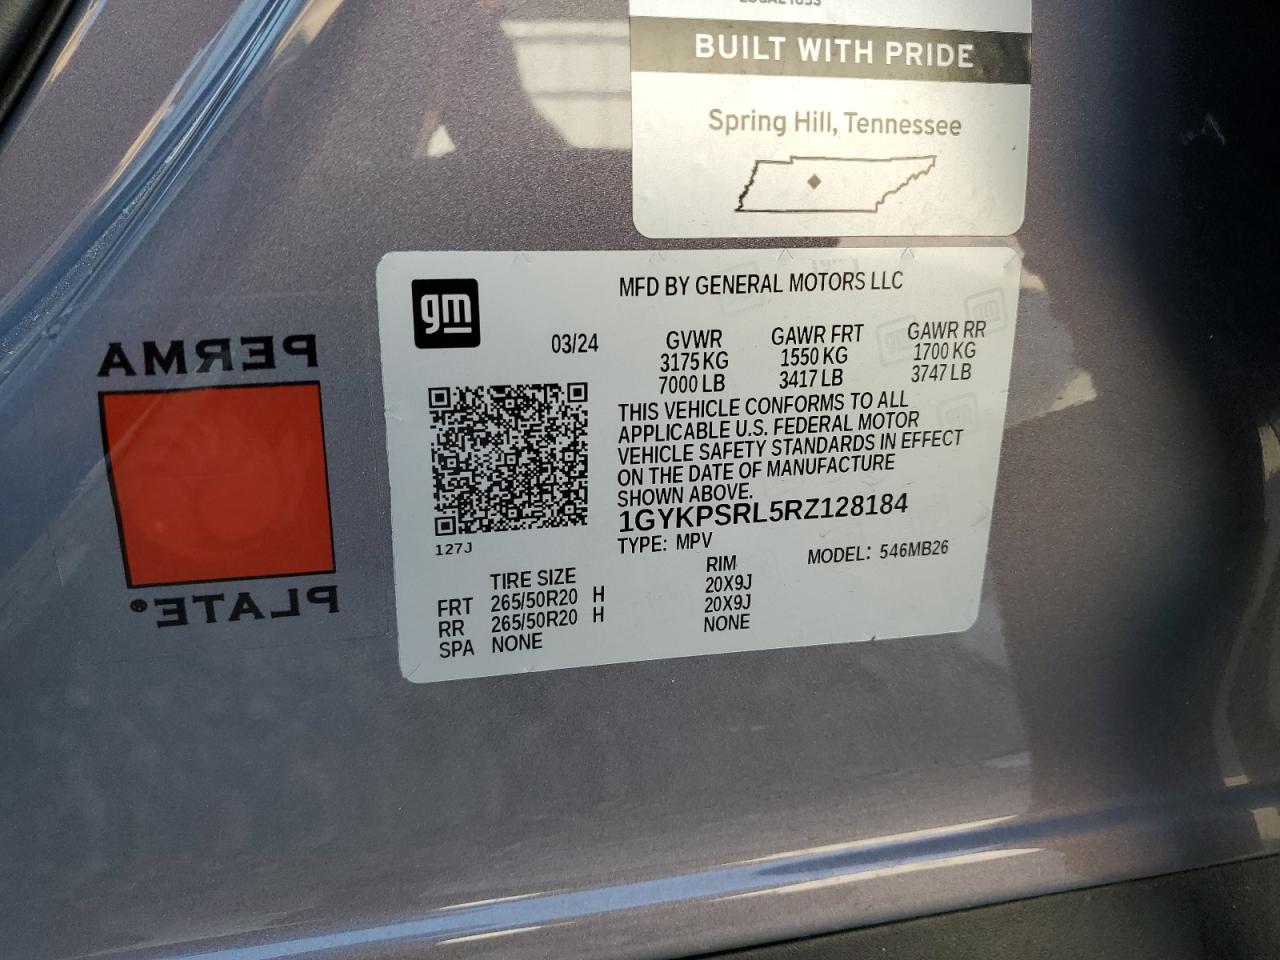 BUILT WITH PRIDE
Spring Hill, Tennessee
gm
MFD BY GENERAL MOTORS LLC
03/24
GVWR GAWR FRT GAWR RR
3175 KG 1550 KG 1700 KG
7000 LB 3417 LB 3747 LB
THIS VEHICLE CONFORMS TO ALL
APPLICABLE U.S. FEDERAL MOTOR
VEHICLE SAFETY STANDARDS IN EFFECT
ON THE DATE OF MANUFACTURE
SHOWN ABOVE.
1GYKPSRL5RZ128184
127J
TYPE: MPV MODEL: 546MB26
TIRE SIZE RIM
FRT 265/50R20 H 20X9J
RR 265/50R20 H 20X9J
SPA NONE NONE
PERMA
PLATE®